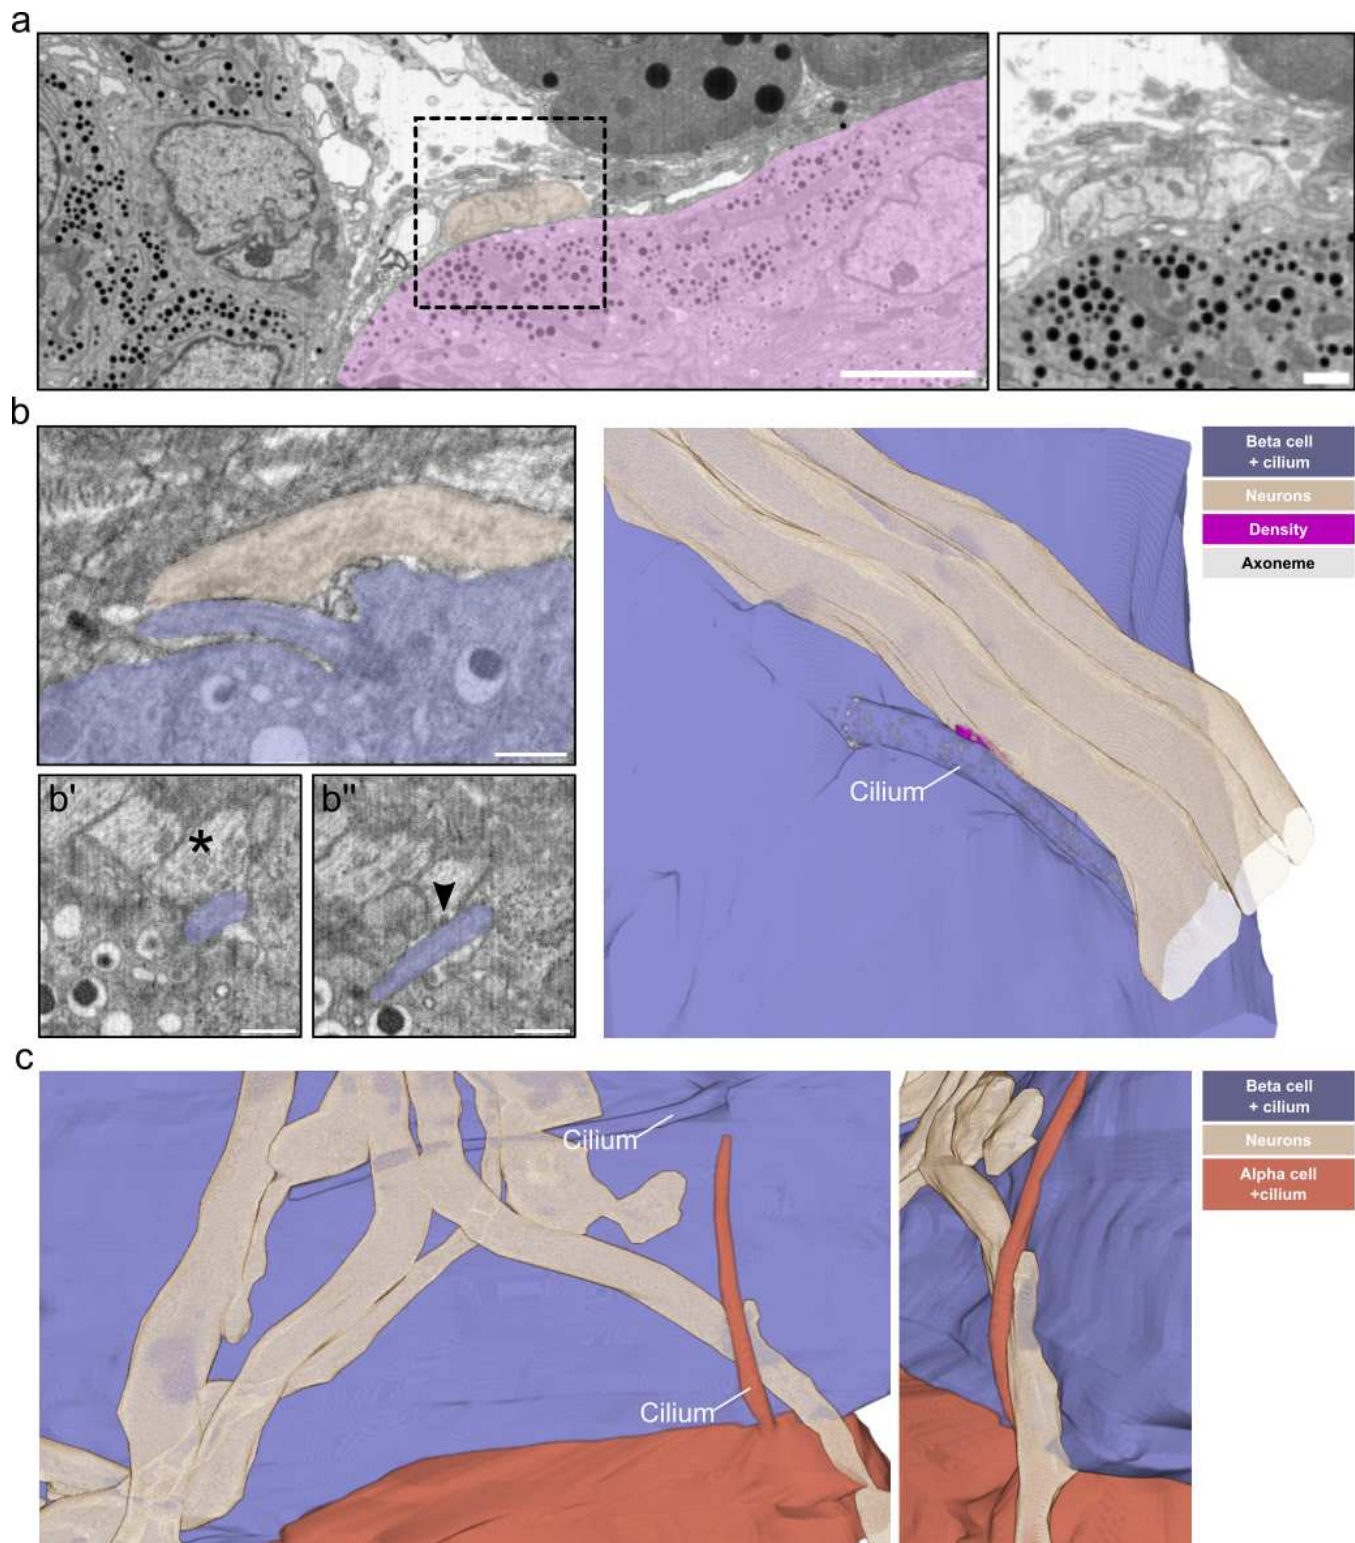 a
b
Beta cell
+ cilium
Neurons
Density
Axoneme
Cilium
b'
*
b"
c
Cilium
Cilium
Beta cell
+ cilium
Neurons
Alpha cell
+cilium